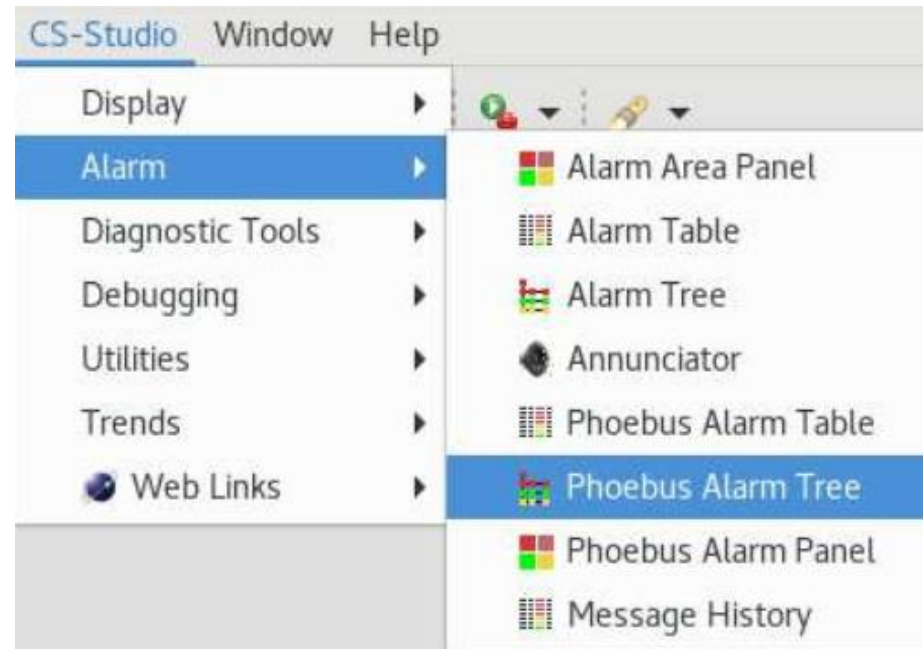 CS-Studio Window Help
Display
Alarm
Diagnostic Tools
Debugging
Utilities
Trends
Web Links
Alarm Area Panel
Alarm Table
Alarm Tree
Annunciator
Phoebus Alarm Table
Phoebus Alarm Tree
Phoebus Alarm Panel
Message History